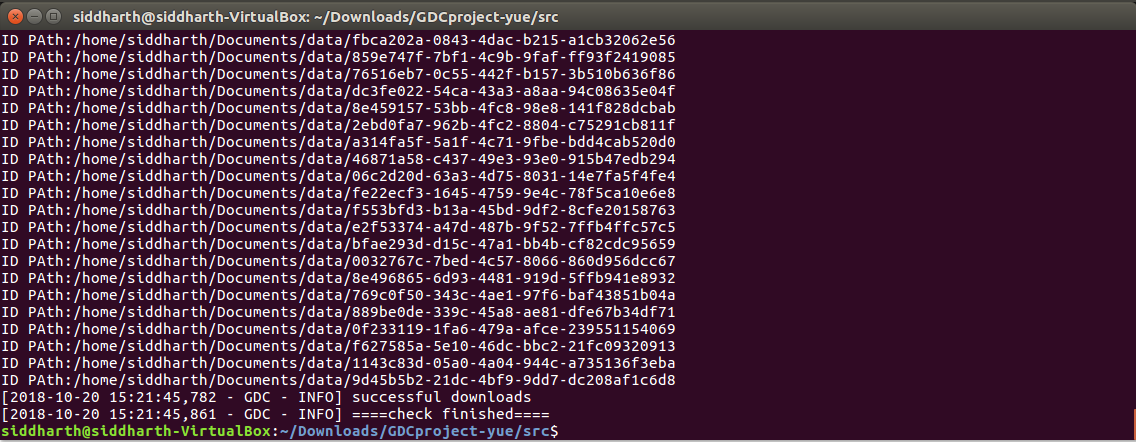 siddharth@siddharth-VirtualBox: ~/Downloads/GDCproject-yue/src
ID PAth:/home/siddharth/Documents/data/fbca202a-0843-4dac-b215-a1cb32062e56
ID PAth:/home/siddharth/Documents/data/859e747f-7bf1-4c9b-9faf-ff93f2419085
ID PAth:/home/siddharth/Documents/data/76516eb7-0c55-442f-b157-3b510b636f86
ID PAth:/home/siddharth/Documents/data/dc3fe022-54ca-43a3-a8aa-94c08635e04f
ID PAth:/home/siddharth/Documents/data/8e459157-53bb-4fc8-98e8-141f828dcbab
ID PAth:/home/siddharth/Documents/data/2ebd0fa7-962b-4fc2-8804-c75291cb811f
ID PAth:/home/siddharth/Documents/data/a314fa5f-5a1f-4c71-9fbe-bdd4cab520d0
ID PAth:/home/siddharth/Documents/data/46871a58-c437-49e3-93e0-915b47edb294
ID PAth:/home/siddharth/Documents/data/06c2d20d-63a3-4d75-8031-14e7fa5f4fe4
ID PAth:/home/siddharth/Documents/data/fe22ecf3-1645-4759-9e4c-78f5ca10e6e8
ID PAth:/home/siddharth/Documents/data/f553bfd3-b13a-45bd-9df2-8cfe20158763
ID PAth:/home/siddharth/Documents/data/e2f53374-a47d-487b-9f52-7ffb4ffc57c5
ID PAth:/home/siddharth/Documents/data/bfae293d-d15c-47a1-bb4b-cf82cdc95659
ID PAth:/home/siddharth/Documents/data/0032767c-7bed-4c57-8066-860d956dcc67
ID PAth:/home/siddharth/Documents/data/8e496865-6d93-4481-919d-5ffb941e8932
ID PAth:/home/siddharth/Documents/data/769c0f50-343c-4ae1-97f6-baf43851b04a
ID PAth:/home/siddharth/Documents/data/889be0de-339c-45a8-ae81-dfe67b34df71
ID PAth:/home/siddharth/Documents/data/0f233119-1fa6-479a-afce-239551154069
ID PAth:/home/siddharth/Documents/data/f627585a-5e10-46dc-bbc2-21fc09320913
ID PAth:/home/siddharth/Documents/data/1143c83d-05a0-4a04-944c-a735136f3eba
ID PAth:/home/siddharth/Documents/data/9d45b5b2-21dc-4bf9-9dd7-dc208af1c6d8
[2018-10-20 15:21:45,782 - GDC - INFO] successful downloads
[2018-10-20 15:21:45,861 - GDC - INFO] ====check finished====
siddharth@siddharth-VirtualBox:~/Downloads/GDCproject-yue/src$